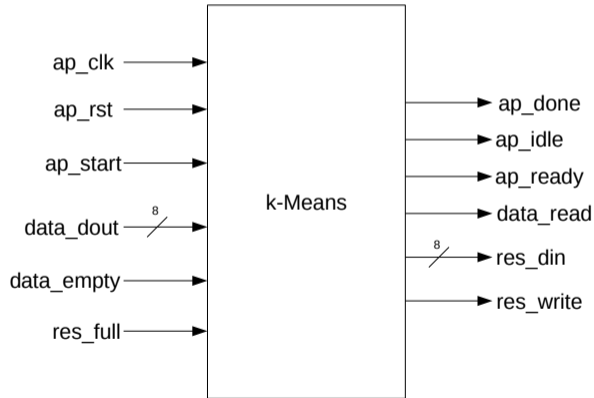 ap_clk
ap_rst
ap_start
8
data_dout
data_empty
res_full
k-Means
ap_done
ap_idle
ap_ready
data_read
8
res_din
res_write